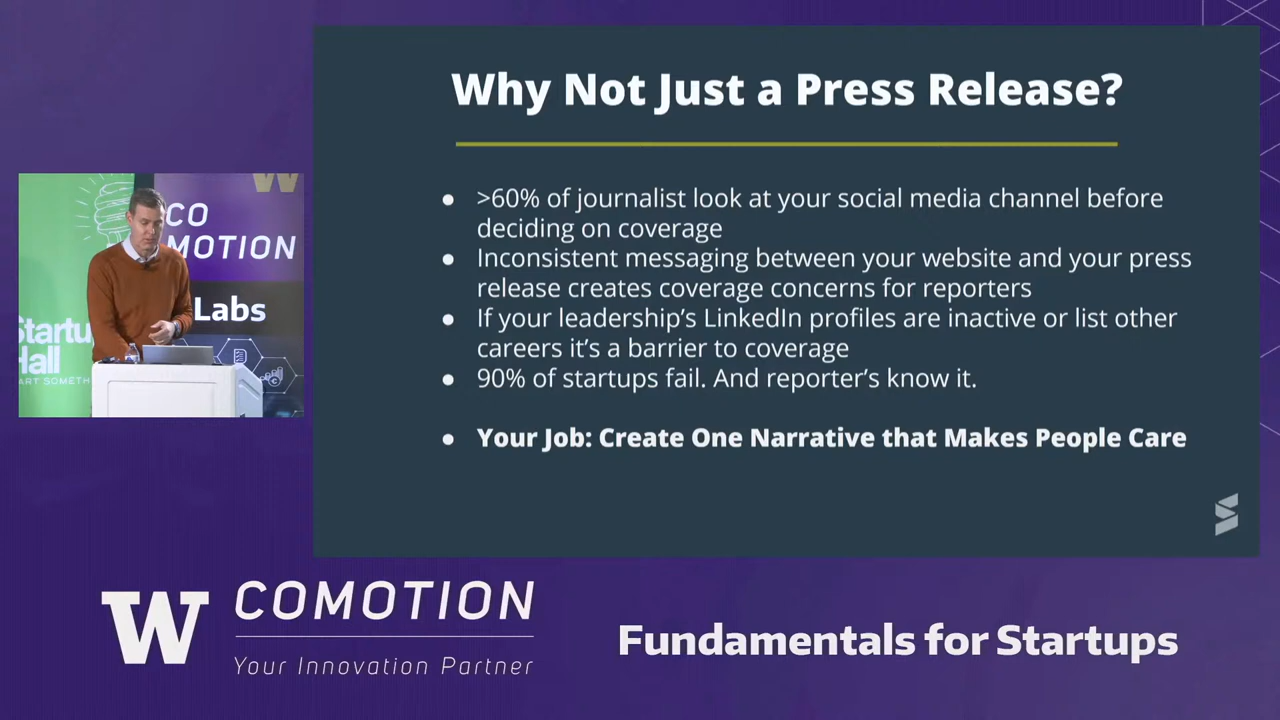 Why Not Just a Press Release?
● >60% of journalist look at your social media channel before
deciding on coverage
● Inconsistent messaging between your website and your press
release creates coverage concerns for reporters
● If your leadership's LinkedIn profiles are inactive or list other
careers it's a barrier to coverage
● 90% of startups fail. And reporter's know it.
● Your Job: Create One Narrative that Makes People Care
W
CO
MOTION
Labs
Startu
Hall
ART SOMETH
W
COMOTION
Your Innovation Partner
Fundamentals for Startups